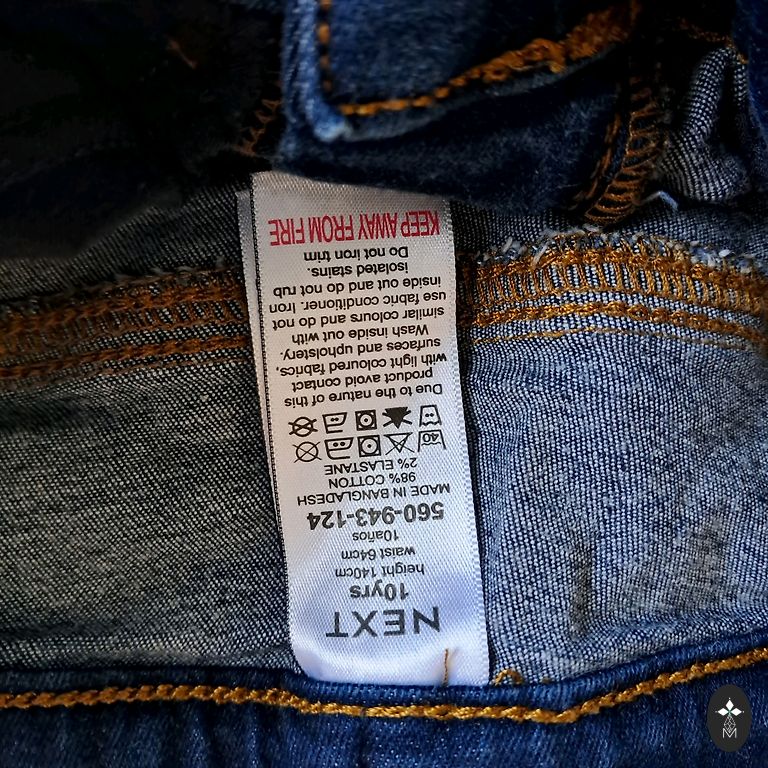 NEXT
10yrs
height 140cm
waist 64cm
10años
560-943-124
MADE IN BANGLADESH
98% COTTON
2% ELASTANE
40
Due to the nature of this
product avoid contact
with light coloured fabrics,
surfaces and upholstery.
Wash inside out with
similar colours and do not
use fabric conditioner. Iron
inside out and do not rub
isolated stains.
Do not iron trim
KEEP AWAY FROM FIRE
M